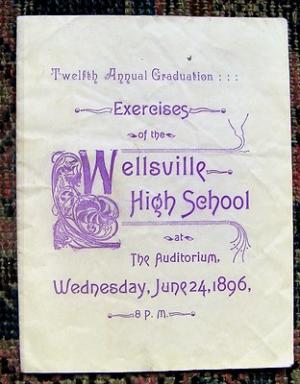 Twelfth Annual Graduation : : :
Exercises
of the
Wellsville
High School
at
The Auditorium,
Wednesday, June 24, 1896,
8 p. m.